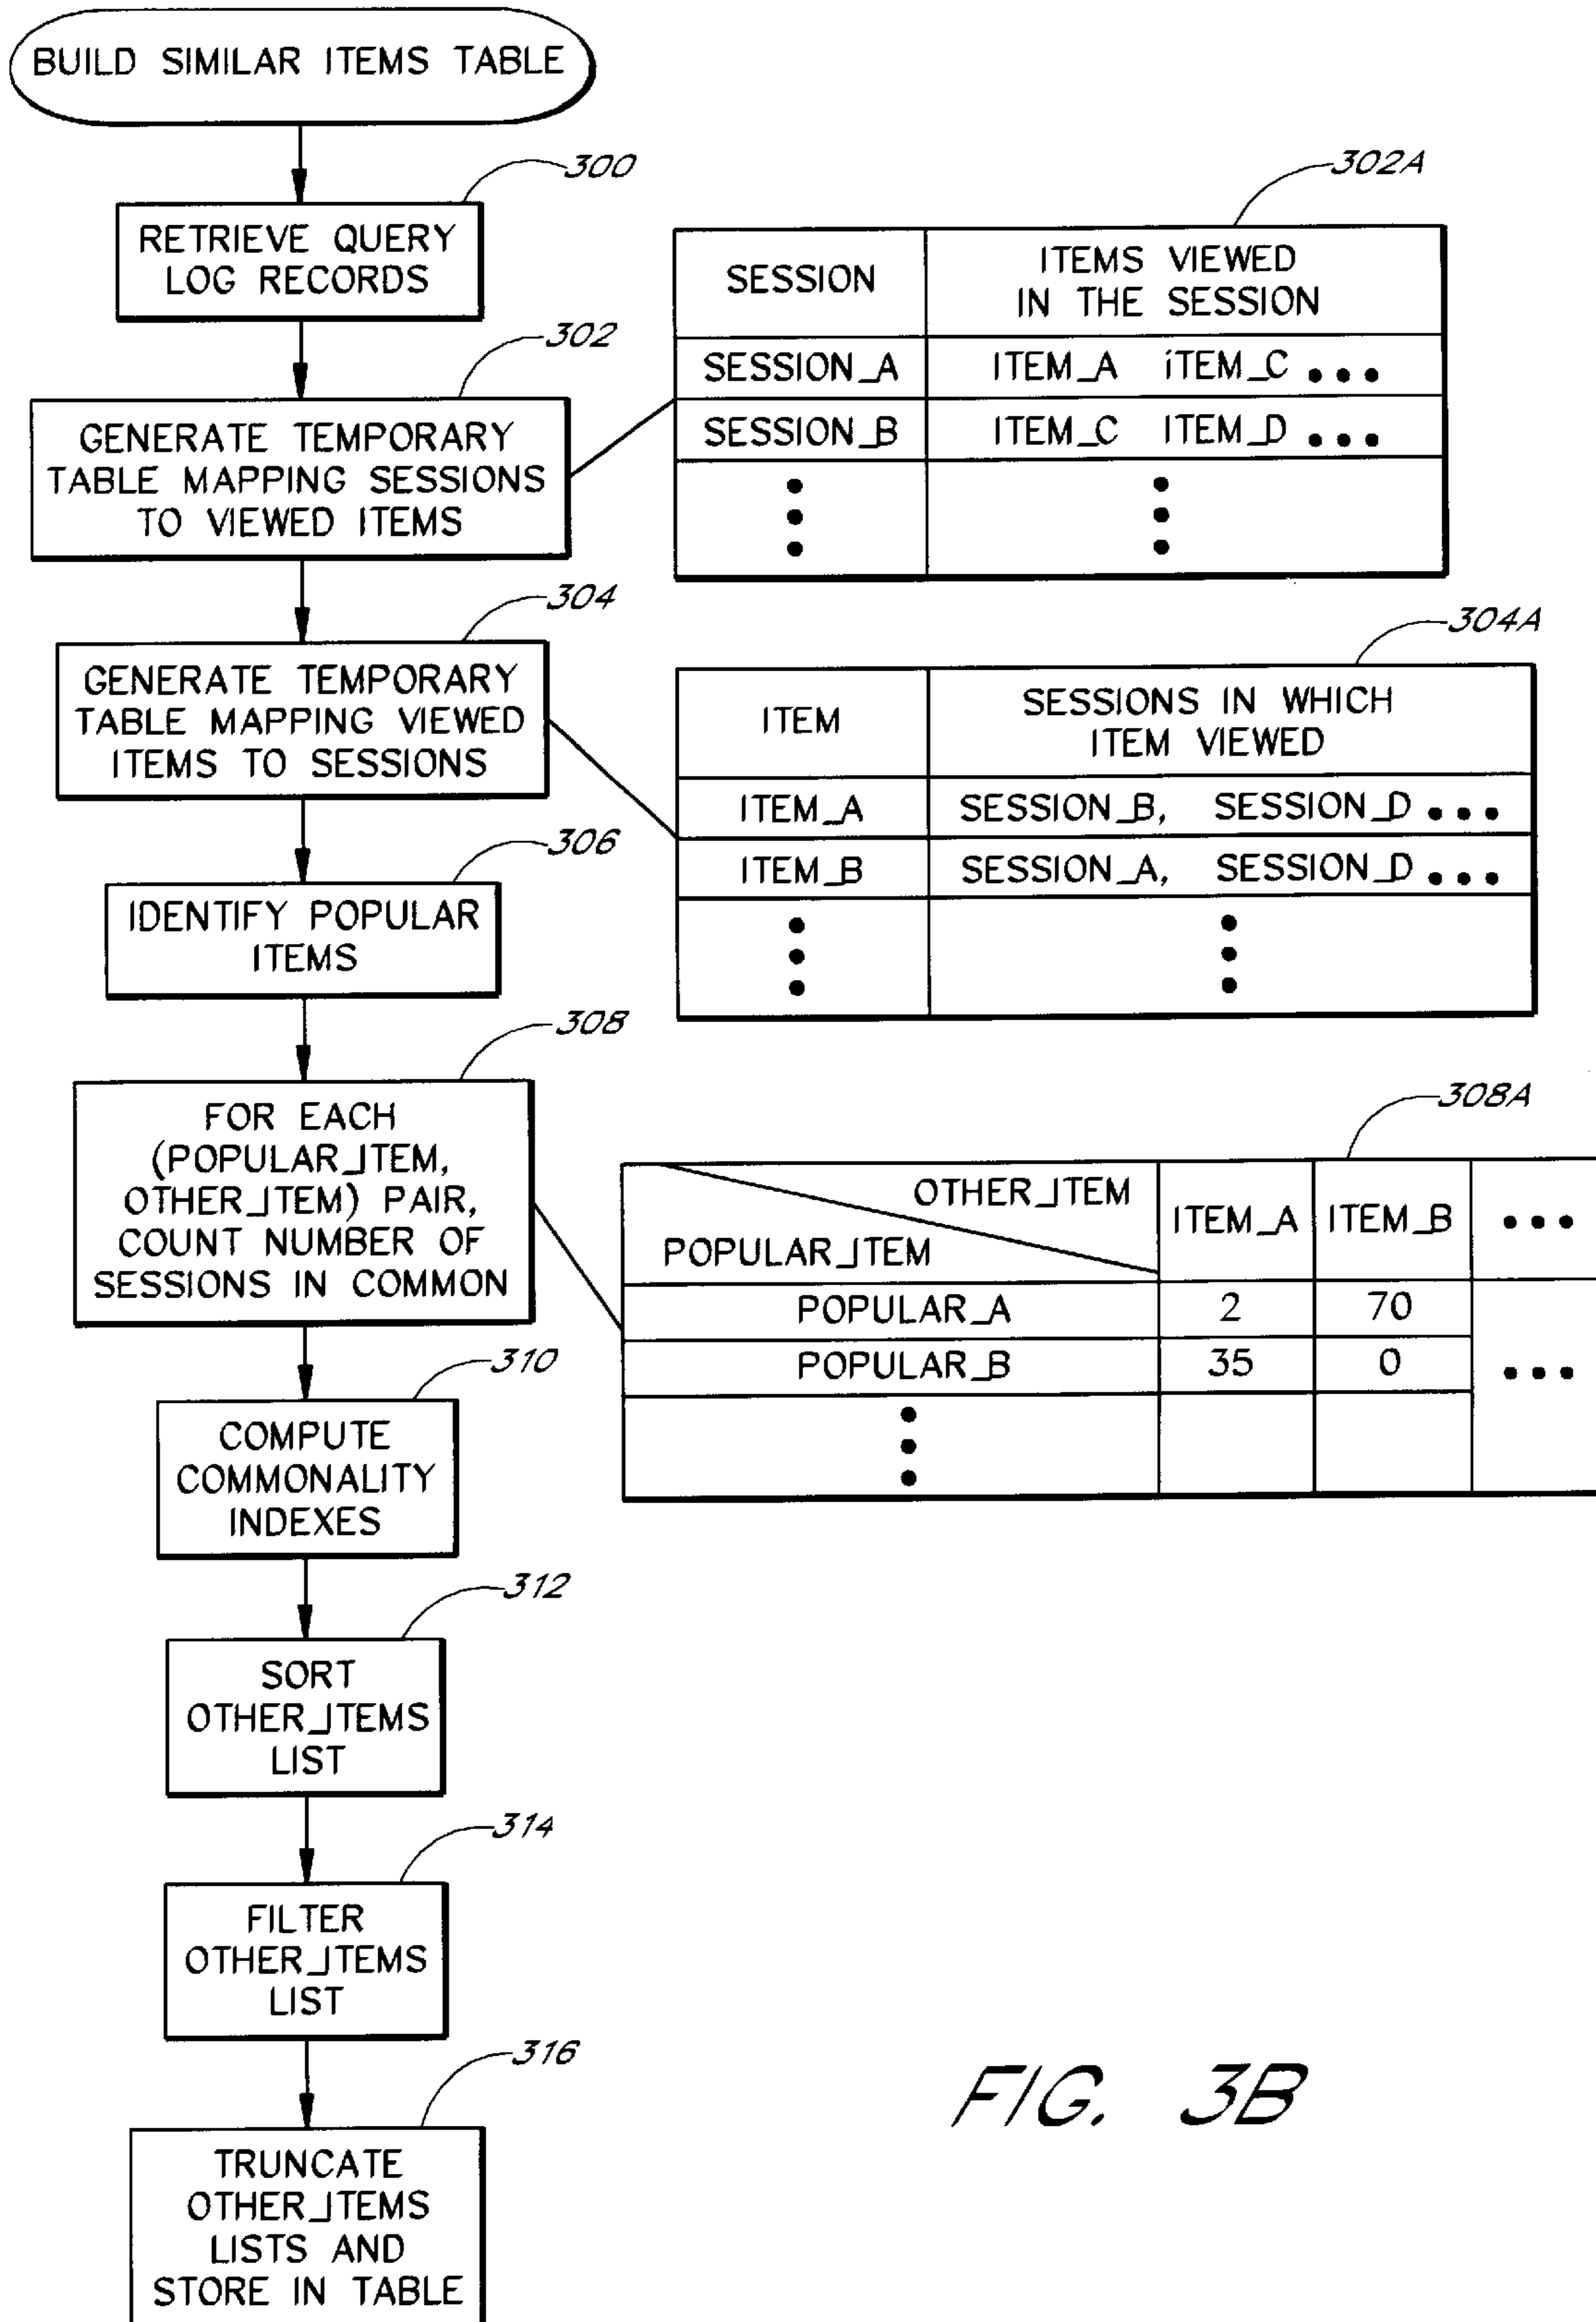 BUILD SIMILAR ITEMS TABLE
300
RETRIEVE QUERY
LOG RECORDS
302
GENERATE TEMPORARY
TABLE MAPPING SESSIONS
TO VIEWED ITEMS
302A
SESSION
ITEMS VIEWED
IN THE SESSION
SESSION_A ITEM_A iTEM_C •••
SESSION_B ITEM_C ITEM_D •••
304
GENERATE TEMPORARY
TABLE MAPPING VIEWED
ITEMS TO SESSIONS
304A
ITEM
SESSIONS IN WHICH
ITEM VIEWED
ITEM_A SESSION_B, SESSION_D •••
ITEM_B SESSION_A, SESSION_D •••
306
IDENTIFY POPULAR
ITEMS
308
FOR EACH
(POPULAR_ITEM,
OTHER_ITEM) PAIR,
COUNT NUMBER OF
SESSIONS IN COMMON
308A
OTHER_ITEM
POPULAR_ITEM
ITEM_A ITEM_B •••
POPULAR_A 2 70
POPULAR_B 35 0 •••
310
COMPUTE
COMMONALITY
INDEXES
312
SORT
OTHER_ITEMS
LIST
314
FILTER
OTHER_ITEMS
LIST
316
TRUNCATE
OTHER_ITEMS
LISTS AND
STORE IN TABLE
FIG. 3B